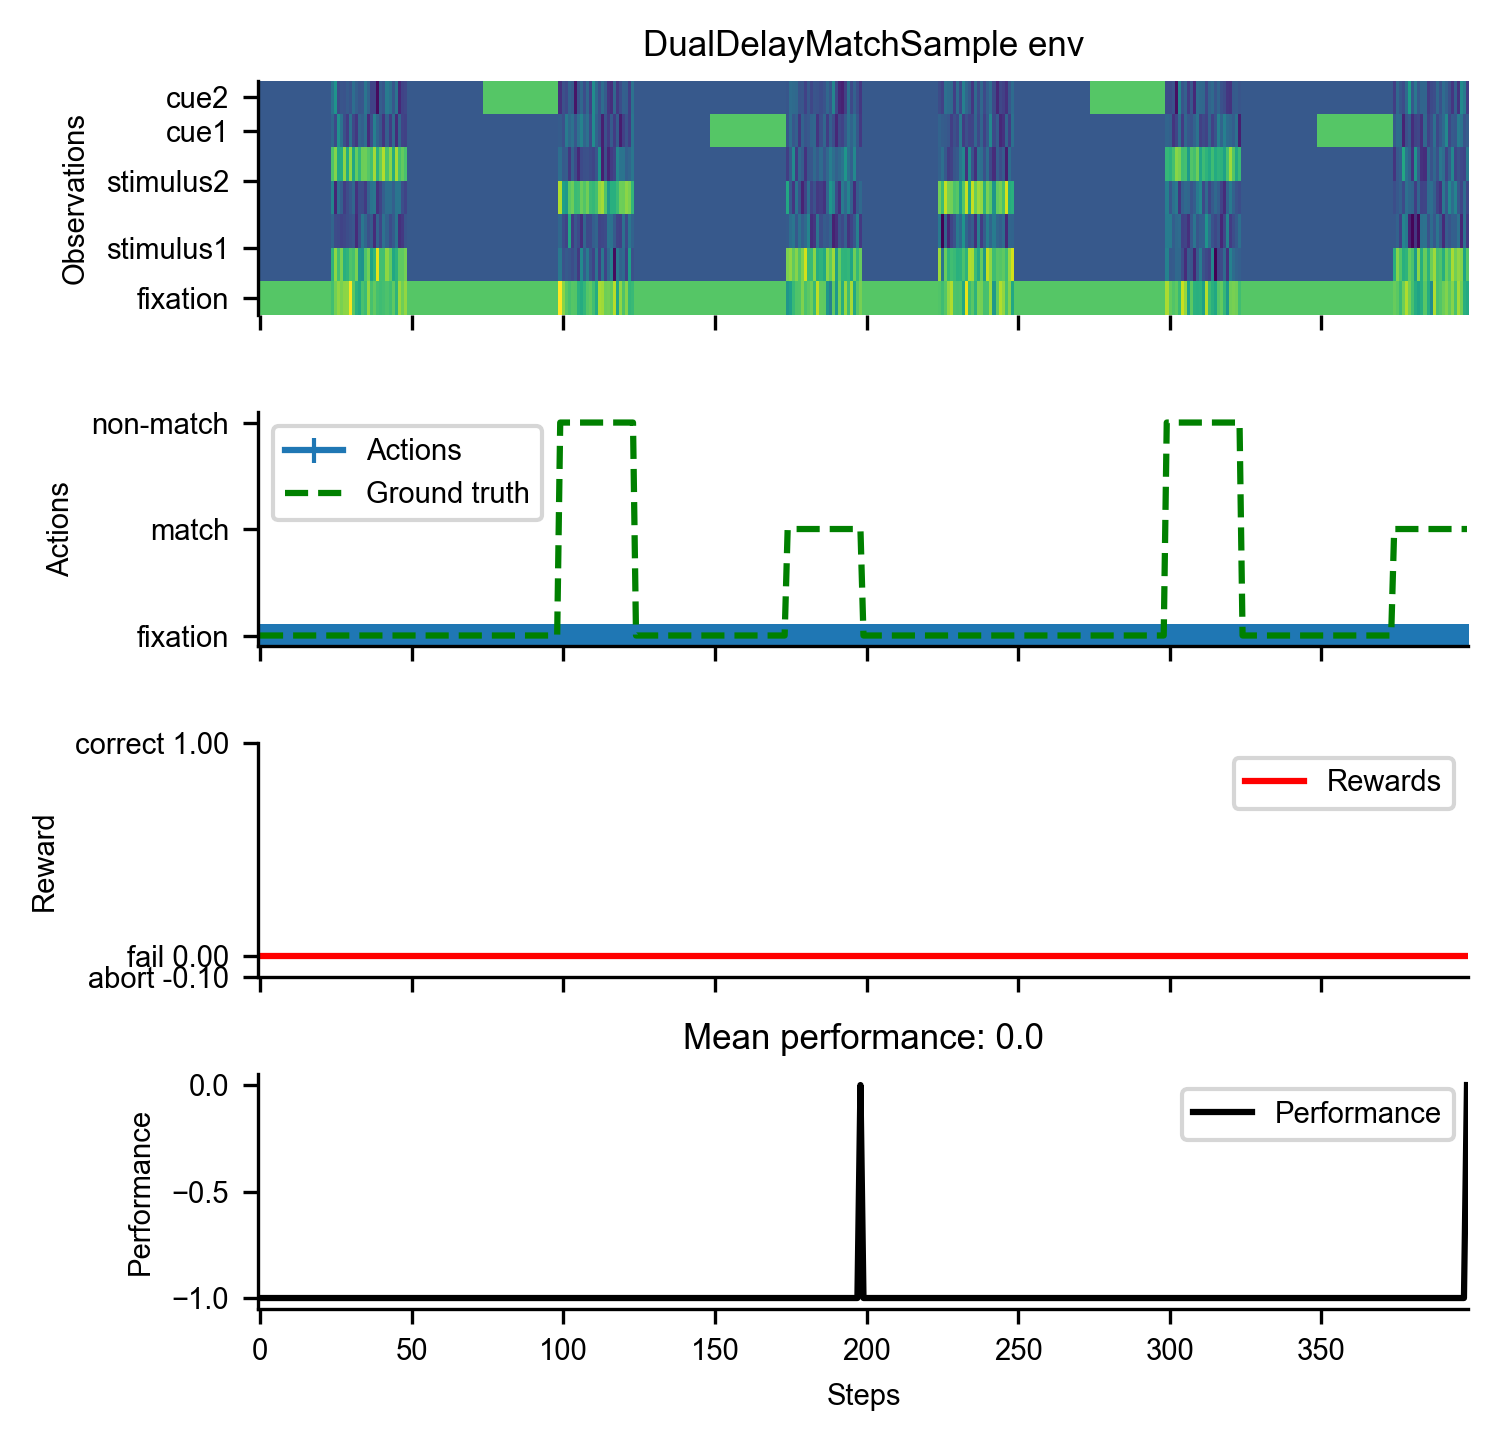 DualDelayMatchSample env
Observations
cue2
cue1
stimulus2
stimulus1
fixation
Actions
non-match
match
fixation
Actions
Ground truth
Reward
correct 1.00
fail 0.00
abort -0.10
Rewards
Mean performance: 0.0
Performance
0.0
−0.5
−1.0
Performance
0 50 100 150 200 250 300 350
Steps